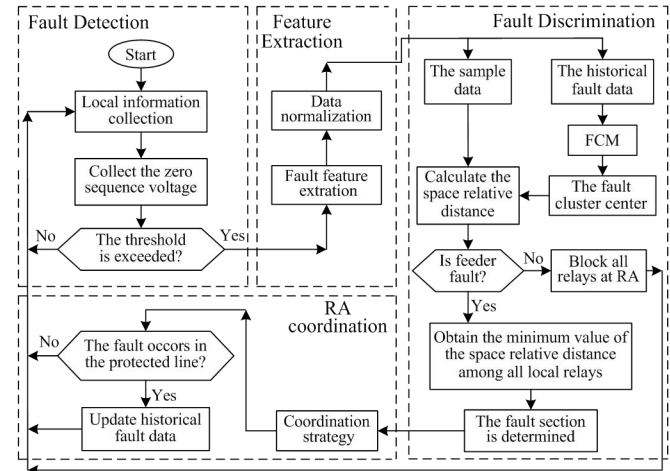 Fault Detection
Start
Local information
collection
Collect the zero
sequence voltage
The threshold
is exceeded?
No
Yes
Feature
Extraction
Data
normalization
Fault feature
extration
Fault Discrimination
The sample
data
The historical
fault data
FCM
The fault
cluster center
Calculate the
space relative
distance
Is feeder
fault?
No
Block all
relays at RA
Yes
Obtain the minimum value of
the space relative distance
among all local relays
The fault section
is determined
RA
coordination
Coordination
strategy
The fault occurs in
the protected line?
No
Yes
Update historical
fault data